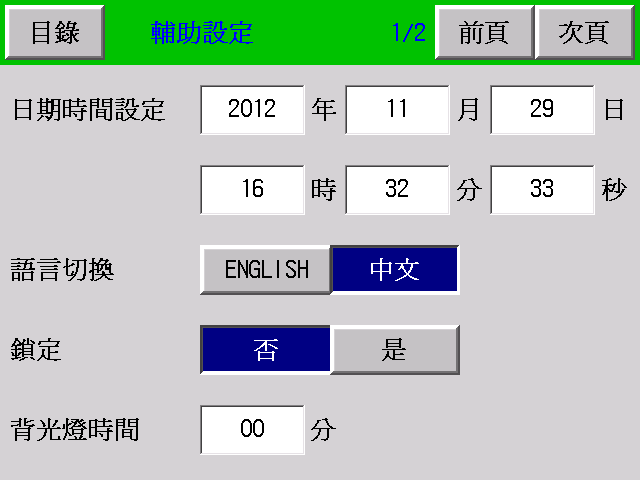 目錄 輔助設定 1/2 前頁 次頁
日期時間設定 2012 年 11 月 29 日
16 時 32 分 33 秒
語言切換 ENGLISH 中文
鎖定 否 是
背光燈時間 00 分